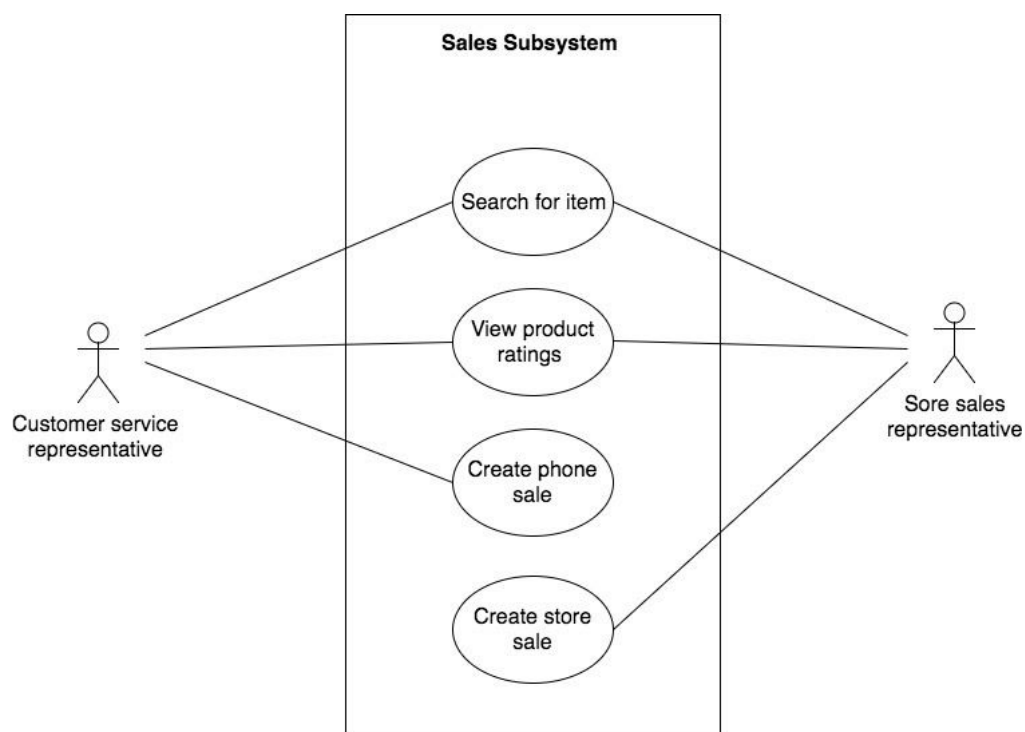 Sales Subsystem
Search for item
View product
ratings
Customer service
representative
Sore sales
representative
Create phone
sale
Create store
sale